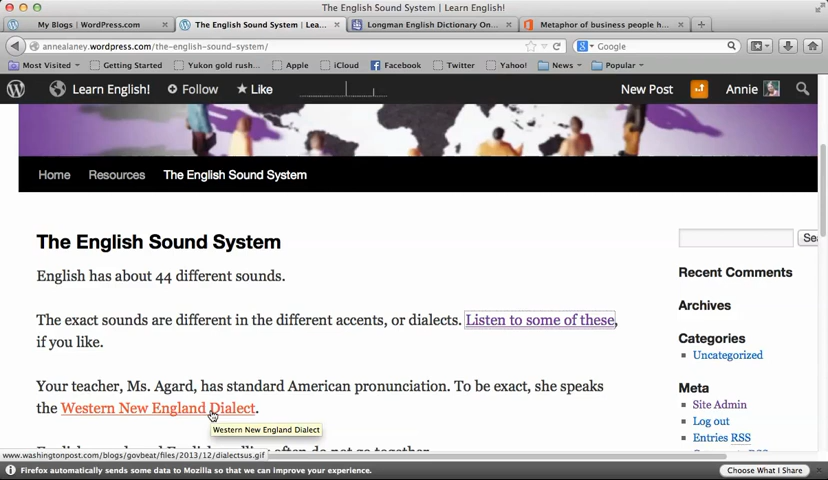 The English Sound System | Learn English!
My Blogs | WordPress.com
The English Sound System | Lea...
Longman English Dictionary On...
Metaphor of business people h...
annealaney.wordpress.com/the-english-sound-system/
Google
Most Visited
Getting Started
Yukon gold rush...
Apple
iCloud
Facebook
Twitter
Yahoo!
News
Popular
Learn English!
Follow
Like
New Post
Annie
Home
Resources
The English Sound System
The English Sound System
English has about 44 different sounds.
The exact sounds are different in the different accents, or dialects. Listen to some of these,
if you like.
Your teacher, Ms. Agard, has standard American pronunciation. To be exact, she speaks
the Western New England Dialect.
Western New England Dialect
Sea
Recent Comments
Archives
Categories
Uncategorized
Meta
Site Admin
Log out
Entries RSS
www.washingtonpost.com/blogs/govbeat/files/2013/12/dialectsus.gif
Firefox automatically sends some data to Mozilla so that we can improve your experience.
Choose What I Share